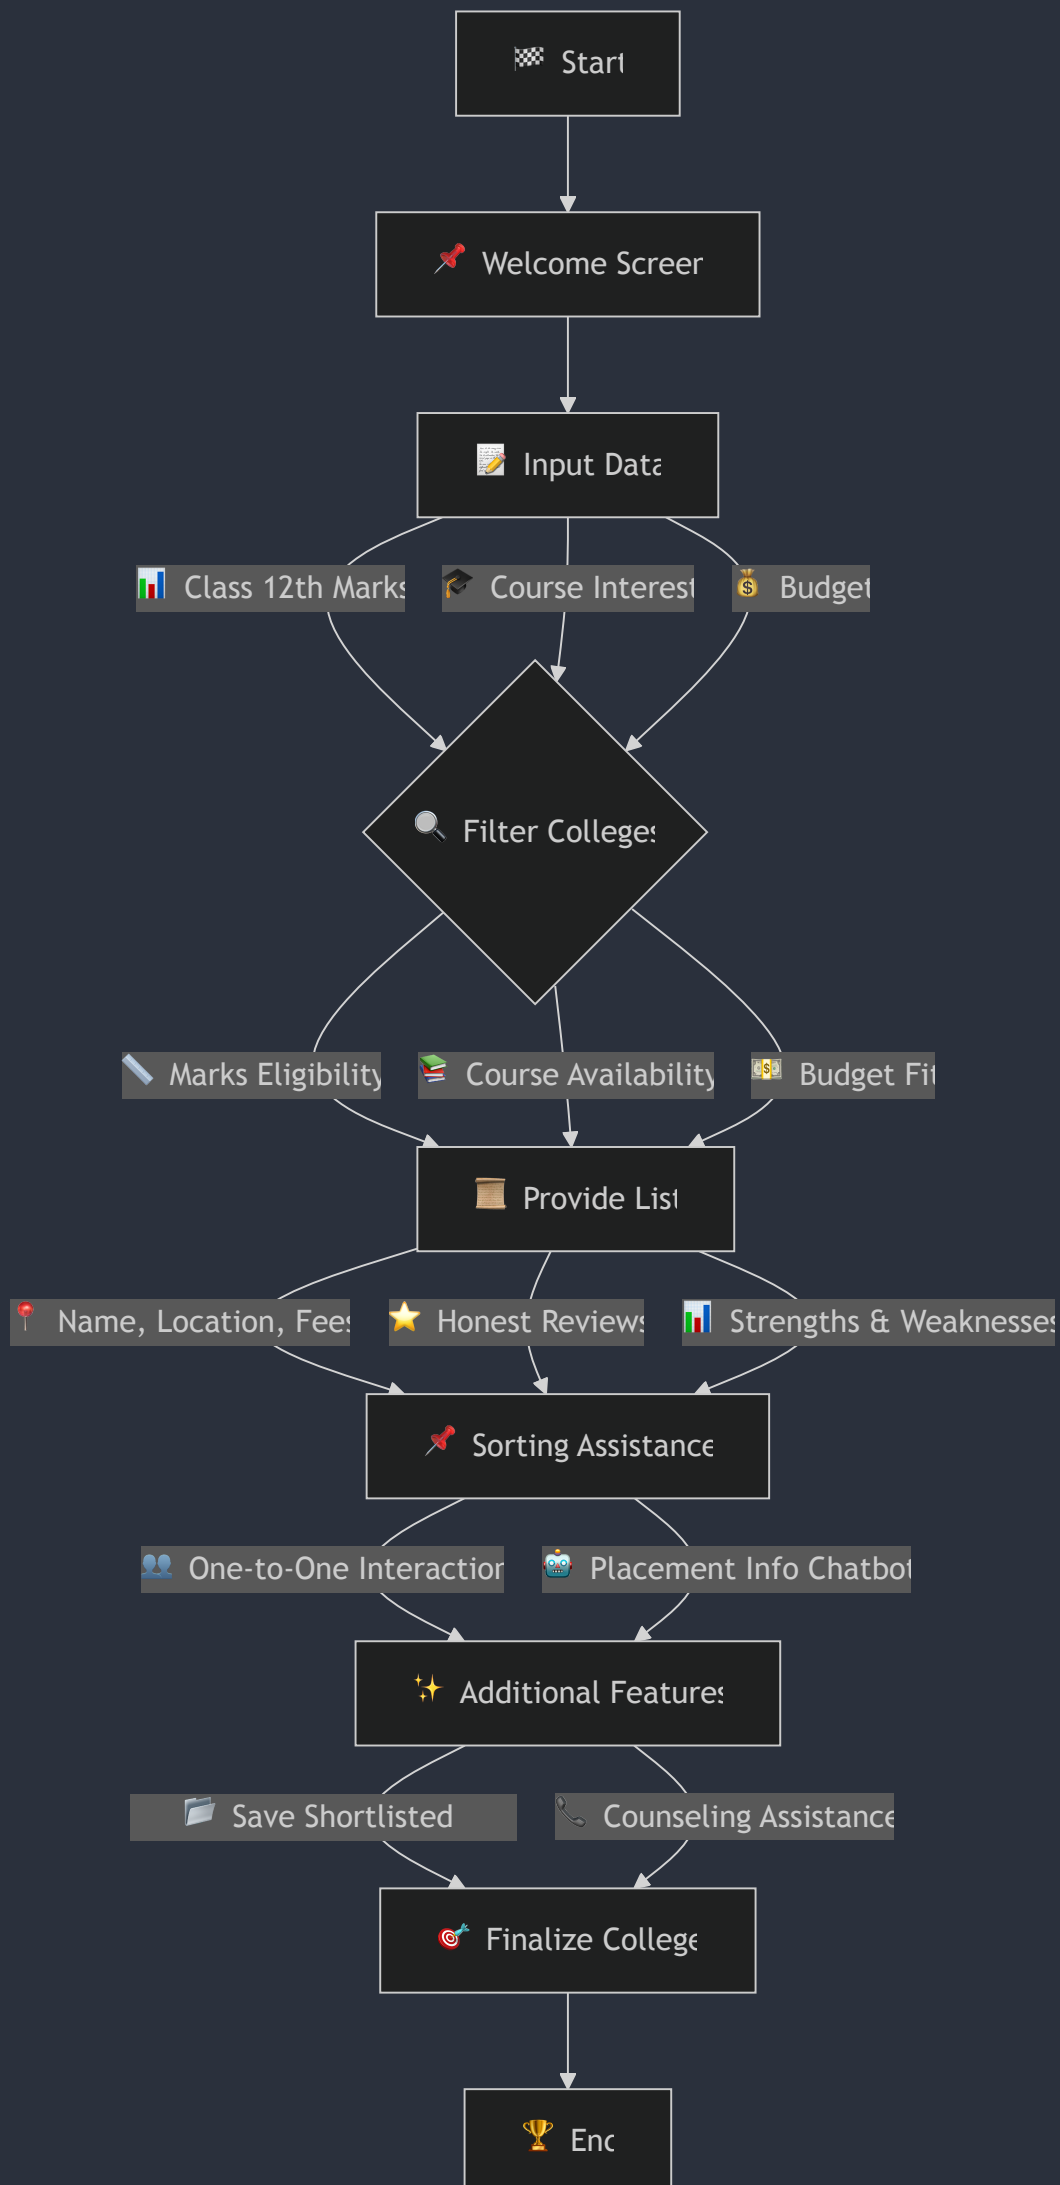 Start
Welcome Screen
Input Data
Class 12th Marks
Course Interest
Budget
Filter Colleges
Marks Eligibility
Course Availability
Budget Fit
Provide List
Name, Location, Fees
Honest Reviews
Strengths & Weaknesses
Sorting Assistance
One-to-One Interaction
Placement Info Chatbot
Additional Features
Save Shortlisted
Counseling Assistance
Finalize College
End